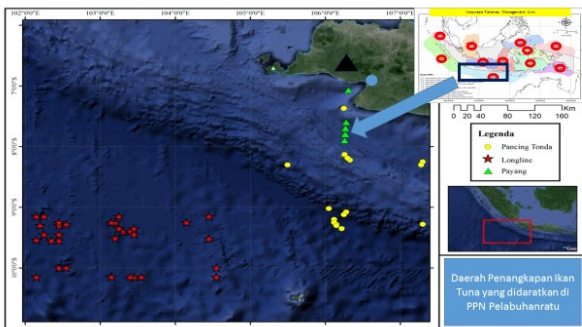 102°0'0"E 103°0'0"E 104°0'0"E 105°0'0"E 106°0'0"E 107°0'0"E
7°0'0"S
8°0'0"S
9°0'0"S
10°0'0"S
0 20 40 80 120 160
Km
Legenda
Pancing Tonda
Longline
Payang
Daerah Penangkapan Ikan
Tuna yang didaratkan di
PPN Pelabuhanratu